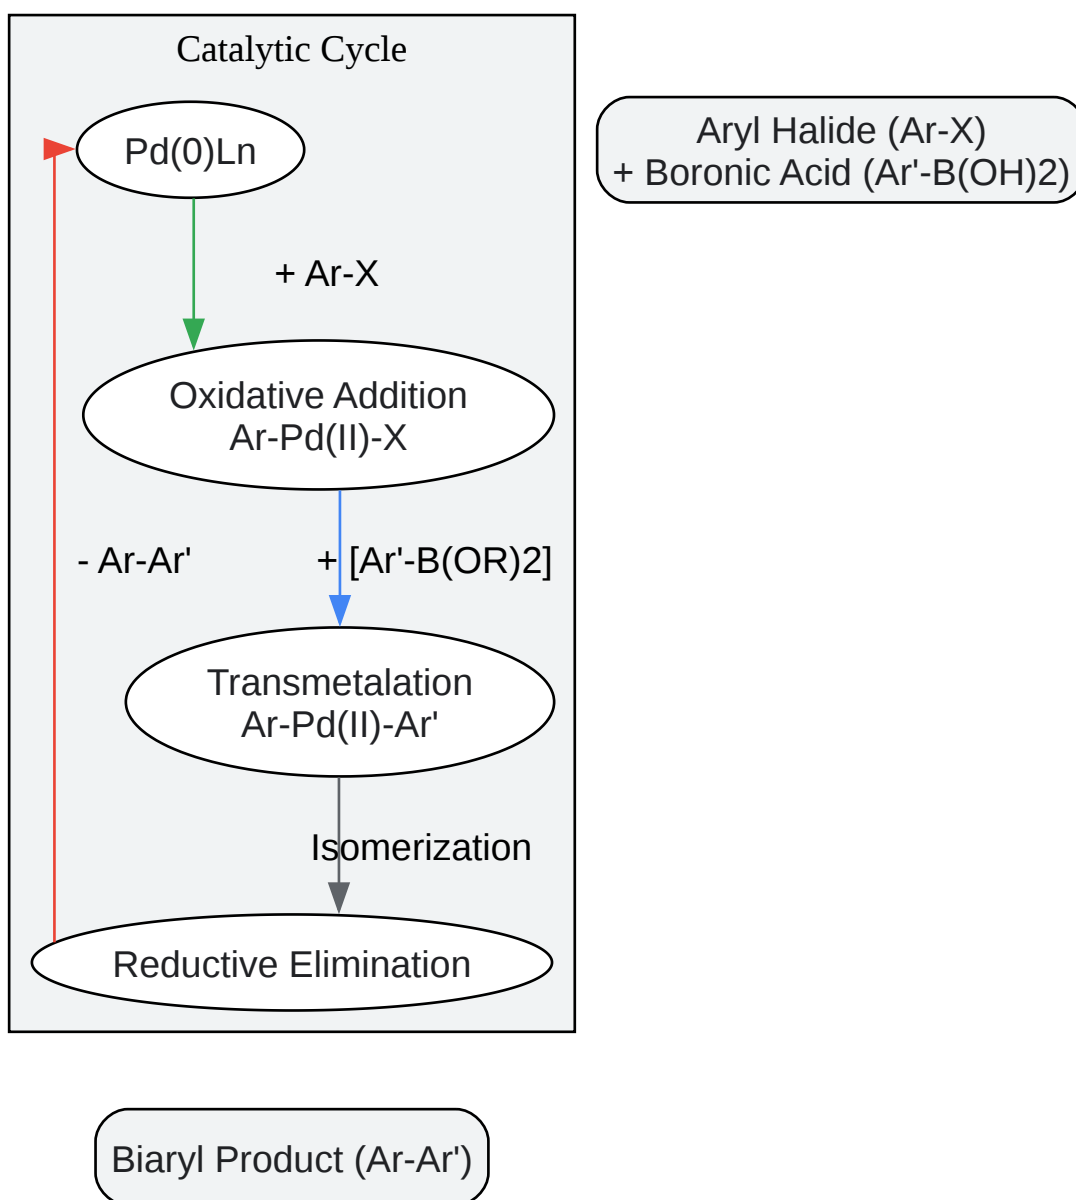 Catalytic Cycle
Pd(0)Ln
Aryl Halide (Ar-X)
+ Boronic Acid (Ar'-B(OH)2)
+ Ar-X
Oxidative Addition
Ar-Pd(II)-X
- Ar-Ar'
+ [Ar'-B(OR)2]
Transmetalation
Ar-Pd(II)-Ar'
Isomerization
Reductive Elimination
Biaryl Product (Ar-Ar')